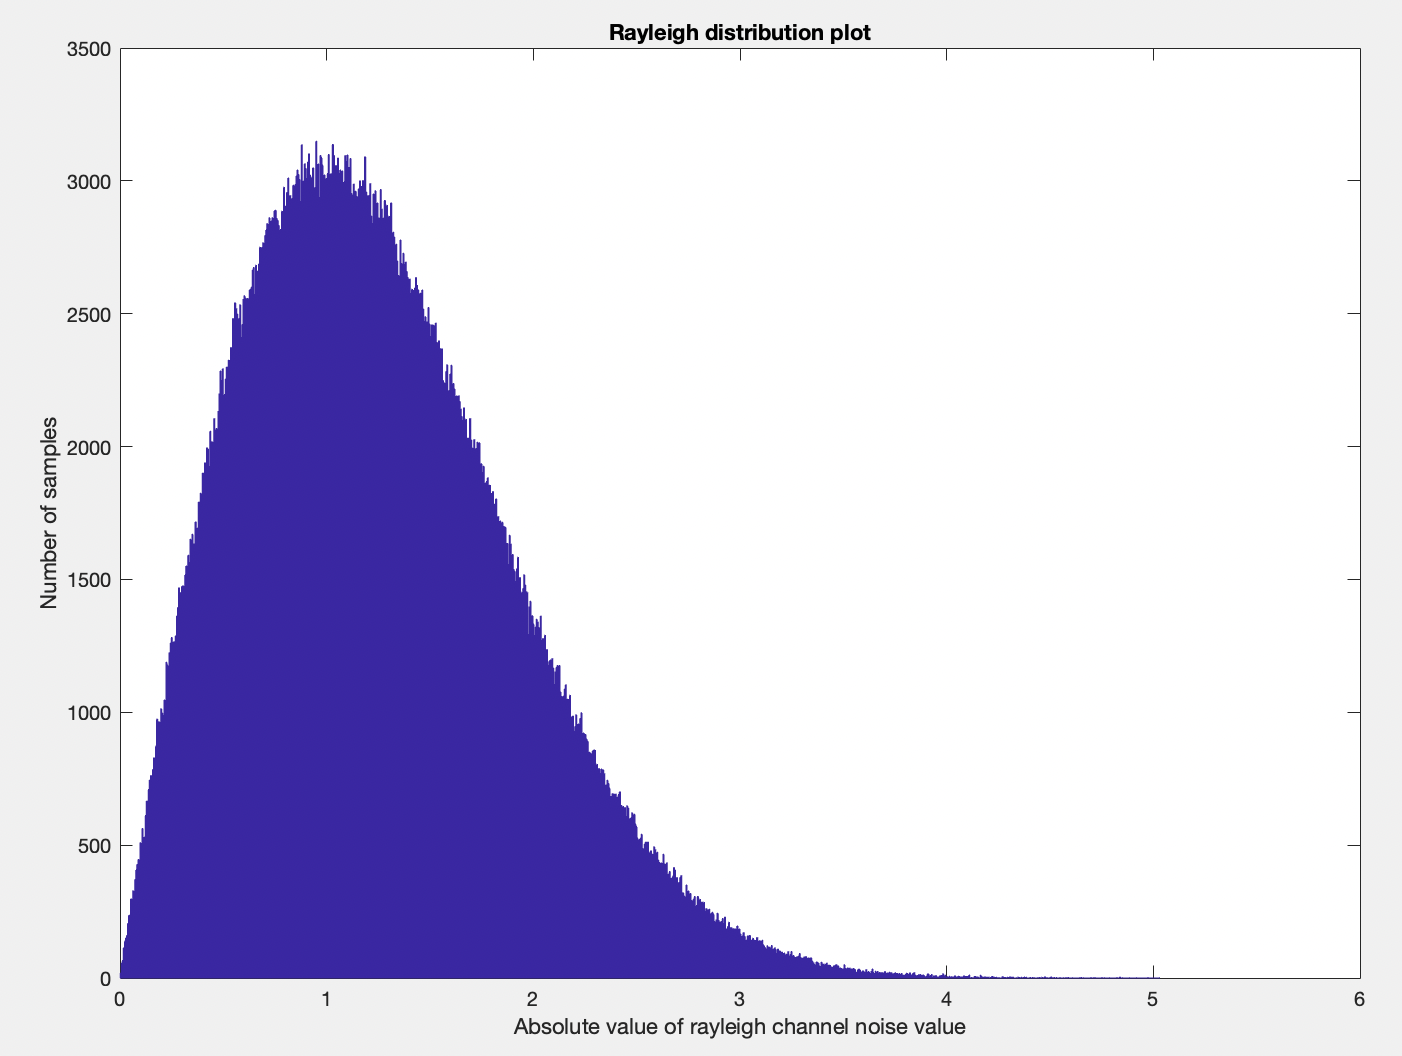 Rayleigh distribution plot
3500
3000
2500
2000
1500
1000
500
0
Number of samples
0 1 2 3 4 5 6
Absolute value of rayleigh channel noise value